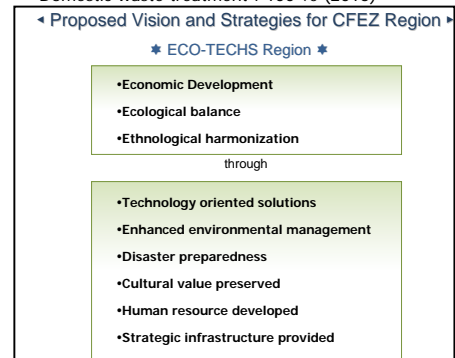 ◂ Proposed Vision and Strategies for CFEZ Region ▸
✷ ECO-TECHS Region ✷
•Economic Development
•Ecological balance
•Ethnological harmonization
through
•Technology oriented solutions
•Enhanced environmental management
•Disaster preparedness
•Cultural value preserved
•Human resource developed
•Strategic infrastructure provided